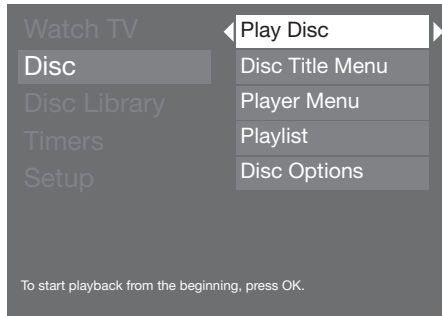 Watch TV
Disc
Disc Library
Timers
Setup
Play Disc
Disc Title Menu
Player Menu
Playlist
Disc Options
To start playback from the beginning, press OK.